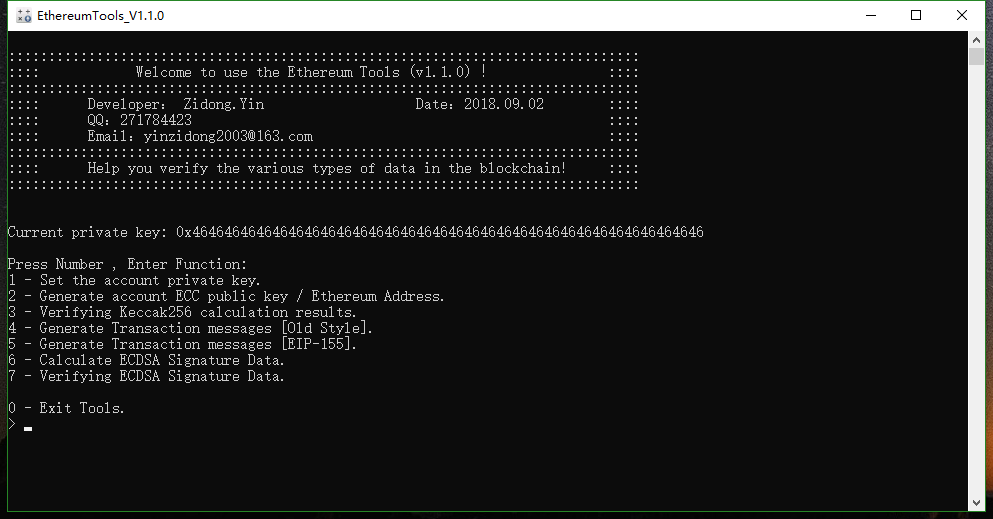 EthereumTools_V1.1.0
:::::::::::::::::::::::::::::::::::::::::::::::::::::::::::::::::::::::::::::::
:::: Welcome to use the Ethereum Tools (v1.1.0) ! ::::
:::::::::::::::::::::::::::::::::::::::::::::::::::::::::::::::::::::::::::::::
:::: Developer: Zidong.Yin Date: 2018.09.02 ::::
:::: QQ: 271784423 ::::
:::: Email: yinzidong2003@163.com ::::
:::::::::::::::::::::::::::::::::::::::::::::::::::::::::::::::::::::::::::::::
:::: Help you verify the various types of data in the blockchain! ::::
:::::::::::::::::::::::::::::::::::::::::::::::::::::::::::::::::::::::::::::::
Current private key: 0x4646464646464646464646464646464646464646464646464646464646464646
Press Number , Enter Function:
1 - Set the account private key.
2 - Generate account ECC public key / Ethereum Address.
3 - Verifying Keccak256 calculation results.
4 - Generate Transaction messages [Old Style].
5 - Generate Transaction messages [EIP-155].
6 - Calculate ECDSA Signature Data.
7 - Verifying ECDSA Signature Data.
0 - Exit Tools.
> _